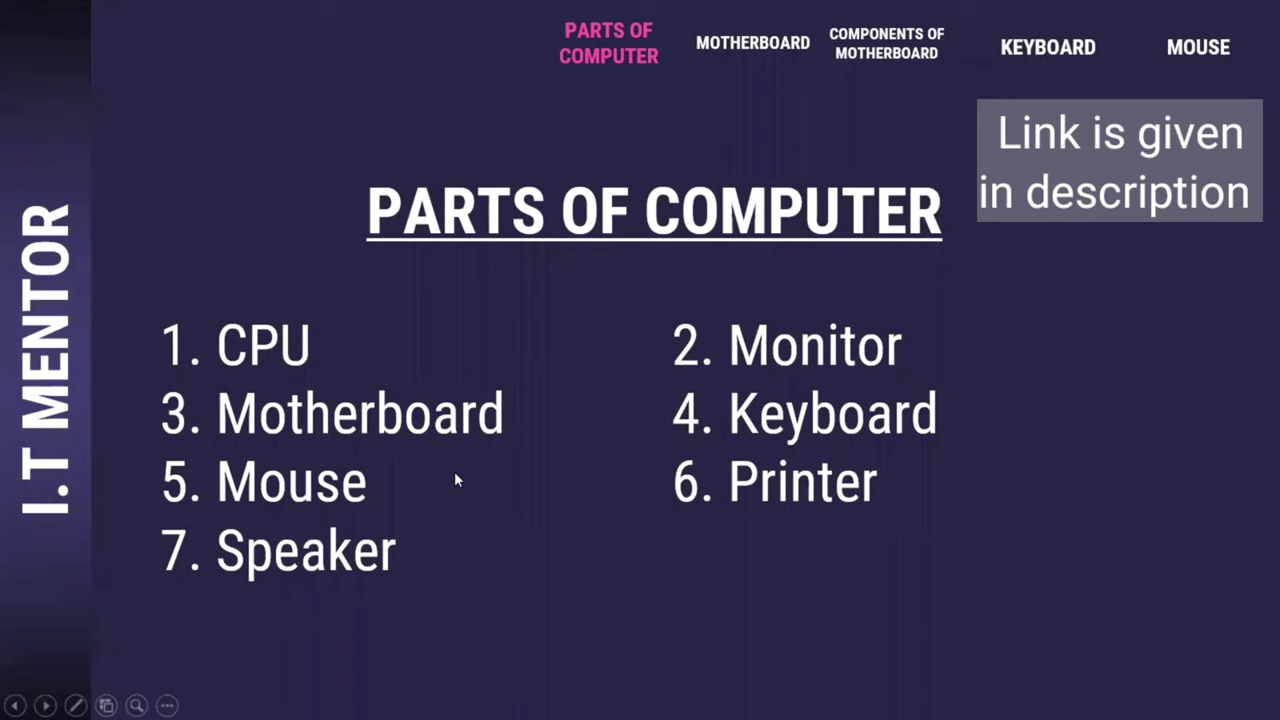 PARTS OF
COMPUTER
MOTHERBOARD
COMPONENTS OF
MOTHERBOARD
KEYBOARD
MOUSE
Link is given
in description
I.T MENTOR
PARTS OF COMPUTER
1. CPU
2. Monitor
3. Motherboard
4. Keyboard
5. Mouse
6. Printer
7. Speaker